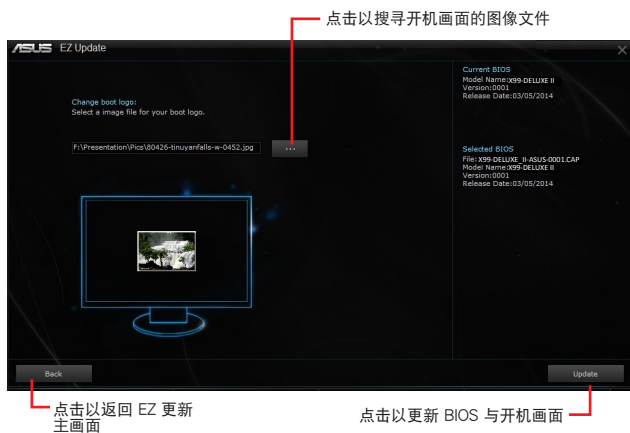 点击以搜寻开机画面的图像文件
ASUS EZ Update
Current BIOS
Model Name:X99-DELUXE II
Version:0001
Release Date:03/05/2014
Change boot logo:
Select a image file for your boot logo.
F:\Presentation\Pics\80426-tinuyanfalls-w-0452.jpg
...
Selected BIOS
File: X99-DELUXE_II-ASUS-0001.CAP
Model Name:X99-DELUXE II
Version:0001
Release Date:03/05/2014
Back
Update
点击以返回 EZ 更新
主画面
点击以更新 BIOS 与开机画面